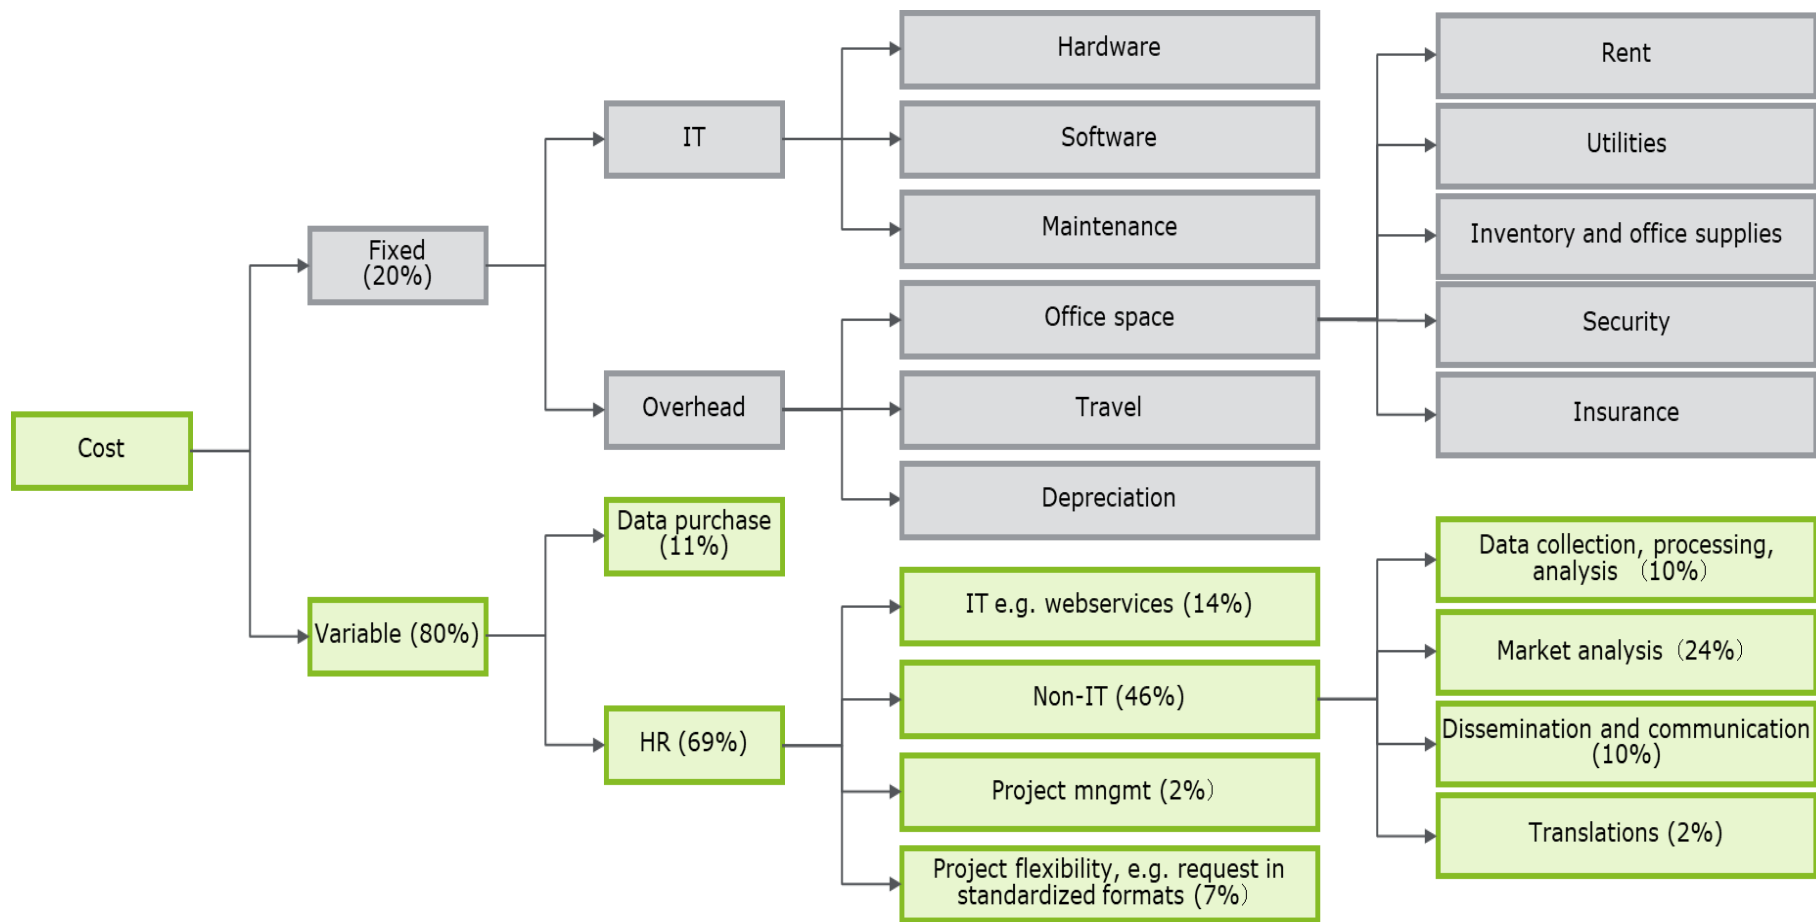 Cost
Fixed
(20%)
Variable (80%)
IT
Overhead
Data purchase
(11%)
HR (69%)
Hardware
Software
Maintenance
Office space
Travel
Depreciation
IT e.g. webservices (14%)
Non-IT (46%)
Project mngmt (2%）
Project flexibility, e.g. request in
standardized formats (7%）
Rent
Utilities
Inventory and office supplies
Security
Insurance
Data collection, processing,
analysis （10%）
Market analysis（24%）
Dissemination and communication
(10%)
Translations (2%)